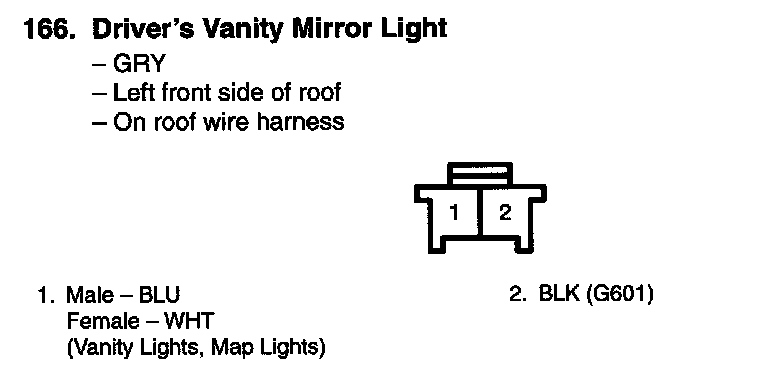 166. Driver's Vanity Mirror Light
– GRY
– Left front side of roof
– On roof wire harness
1 2
1. Male – BLU
Female – WHT
(Vanity Lights, Map Lights)
2. BLK (G601)